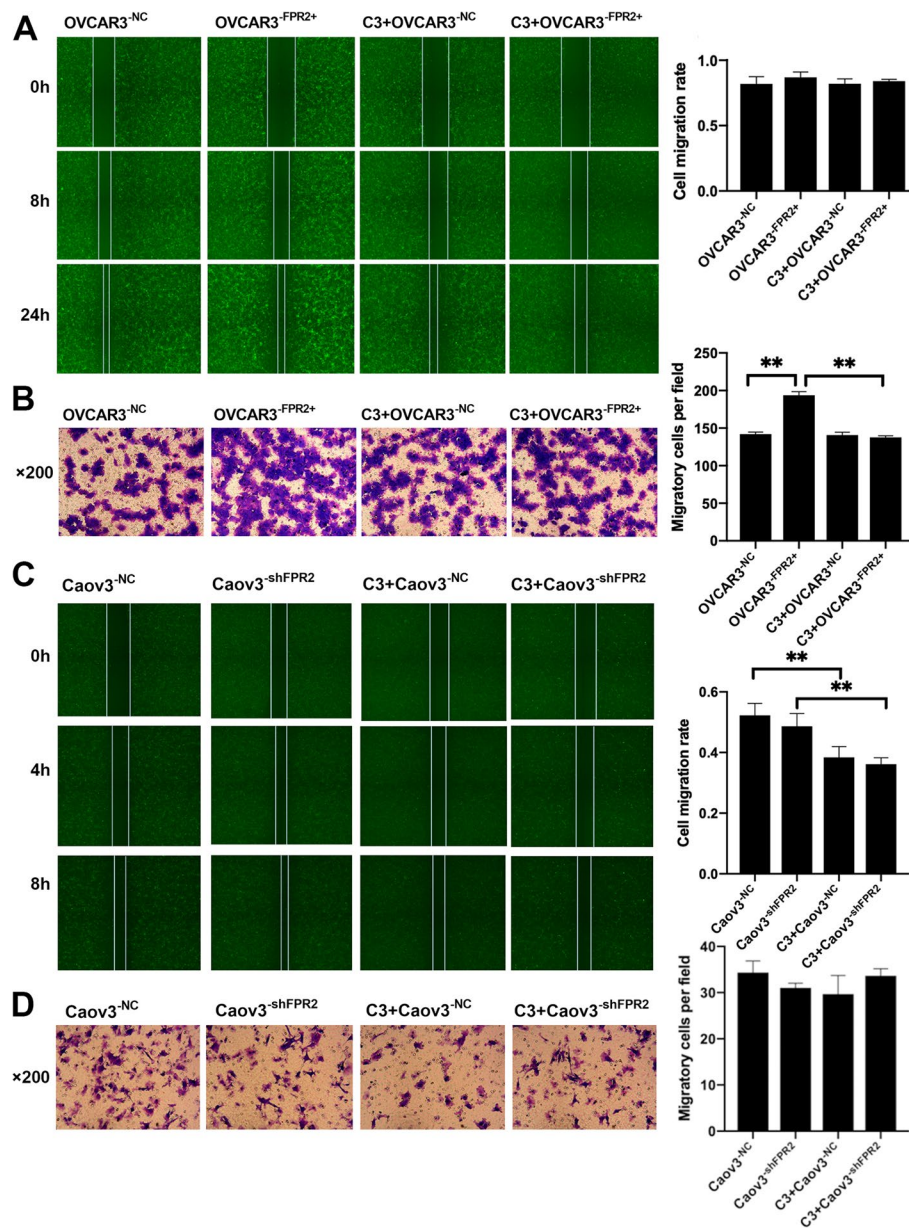 A
OVCAR3-NC OVCAR3-FPR2+ C3+OVCAR3-NC C3+OVCAR3-FPR2+
0h
8h
24h
Cell migration rate
1.0
0.5
0.0
OVCAR3-NC
OVCAR3-FPR2+
C3+OVCAR3-NC
C3+OVCAR3-FPR2+
B
OVCAR3-NC OVCAR3-FPR2+ C3+OVCAR3-NC C3+OVCAR3-FPR2+
×200
Migratory cells per field
250
200
150
100
50
0
** **
OVCAR3-NC
OVCAR3-FPR2+
C3+OVCAR3-NC
C3+OVCAR3-FPR2+
C
Caov3-NC Caov3-shFPR2 C3+Caov3-NC C3+Caov3-shFPR2
0h
4h
8h
Cell migration rate
0.6
0.4
0.2
0.0
**
**
Caov3-NC
Caov3-shFPR2
C3+Caov3-NC
C3+Caov3-shFPR2
D
Caov3-NC Caov3-shFPR2 C3+Caov3-NC C3+Caov3-shFPR2
×200
Migratory cells per field
40
30
20
10
0
Caov3-NC
Caov3-shFPR2
C3+Caov3-NC
C3+Caov3-shFPR2